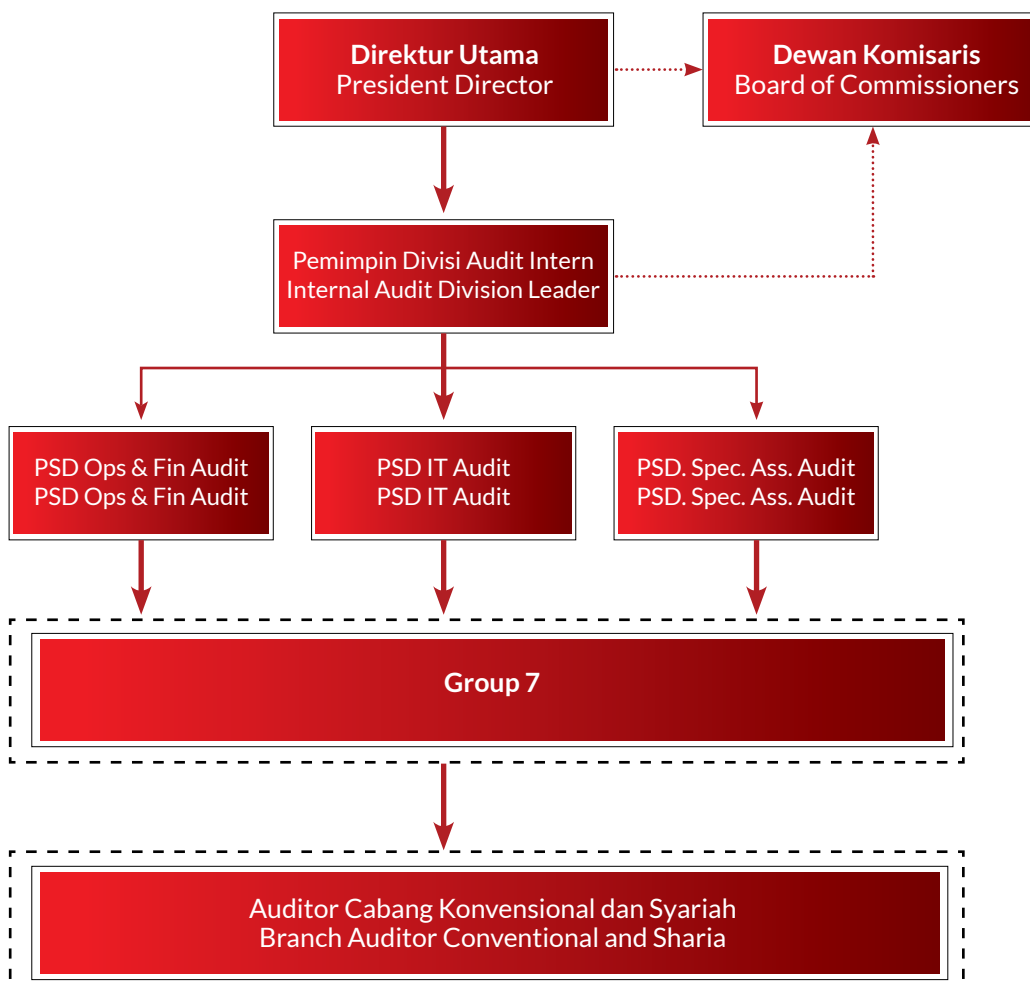 Direktur Utama
President Director
Dewan Komisaris
Board of Commissioners
Pemimpin Divisi Audit Intern
Internal Audit Division Leader
PSD Ops & Fin Audit
PSD Ops & Fin Audit
PSD IT Audit
PSD IT Audit
PSD. Spec. Ass. Audit
PSD. Spec. Ass. Audit
Group 7
Auditor Cabang Konvensional dan Syariah
Branch Auditor Conventional and Sharia